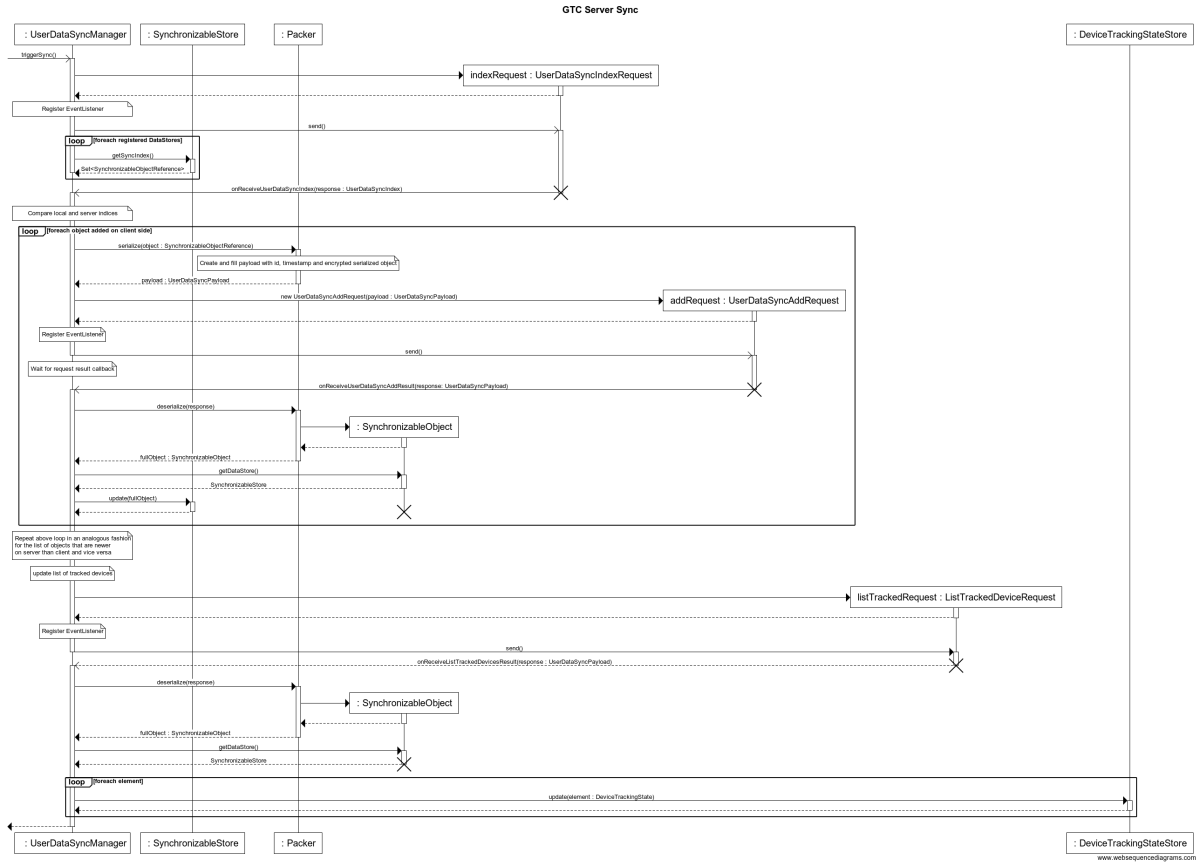 GTC Server Sync
: UserDataSyncManager
: SynchronizableStore
: Packer
: DeviceTrackingStateStore
triggerSync()
indexRequest : UserDataSyncIndexRequest
Register EventListener
send()
loop [foreach registered DataStores]
getSyncIndex()
Set<SynchronizableObjectReference>
onReceiveUserDataSyncIndex(response : UserDataSyncIndex)
Compare local and server indices
loop [foreach object added on client side]
serialize(object : SynchronizableObjectReference)
Create and fill payload with id, timestamp and encrypted serialized object
payload : UserDataSyncPayload
new UserDataSyncAddRequest(payload : UserDataSyncPayload)
addRequest : UserDataSyncAddRequest
Register EventListener
send()
Wait for request result callback
onReceiveUserDataSyncAddResult(response: UserDataSyncPayload)
deserialize(response)
: SynchronizableObject
fullObject : SynchronizableObject
getDataStore()
SynchronizableStore
update(fullObject)
Repeat above loop in an analogous fashion
for the list of objects that are newer
on server than client and vice versa
update list of tracked devices
listTrackedRequest : ListTrackedDeviceRequest
Register EventListener
send()
onReceiveListTrackedDevicesResult(response : UserDataSyncPayload)
deserialize(response)
: SynchronizableObject
fullObject : SynchronizableObject
getDataStore()
SynchronizableStore
loop [foreach element]
update(element : DeviceTrackingState)
: UserDataSyncManager
: SynchronizableStore
: Packer
: DeviceTrackingStateStore
www.websequencediagrams.com